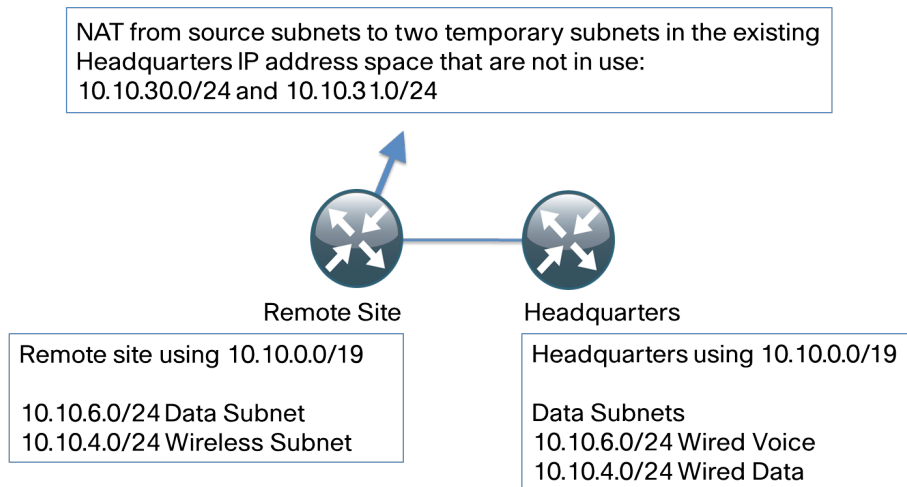 NAT from source subnets to two temporary subnets in the existing
Headquarters IP address space that are not in use:
10.10.30.0/24 and 10.10.31.0/24
Remote Site
Headquarters
Remote site using 10.10.0.0/19
10.10.6.0/24 Data Subnet
10.10.4.0/24 Wireless Subnet
Headquarters using 10.10.0.0/19
Data Subnets
10.10.6.0/24 Wired Voice
10.10.4.0/24 Wired Data